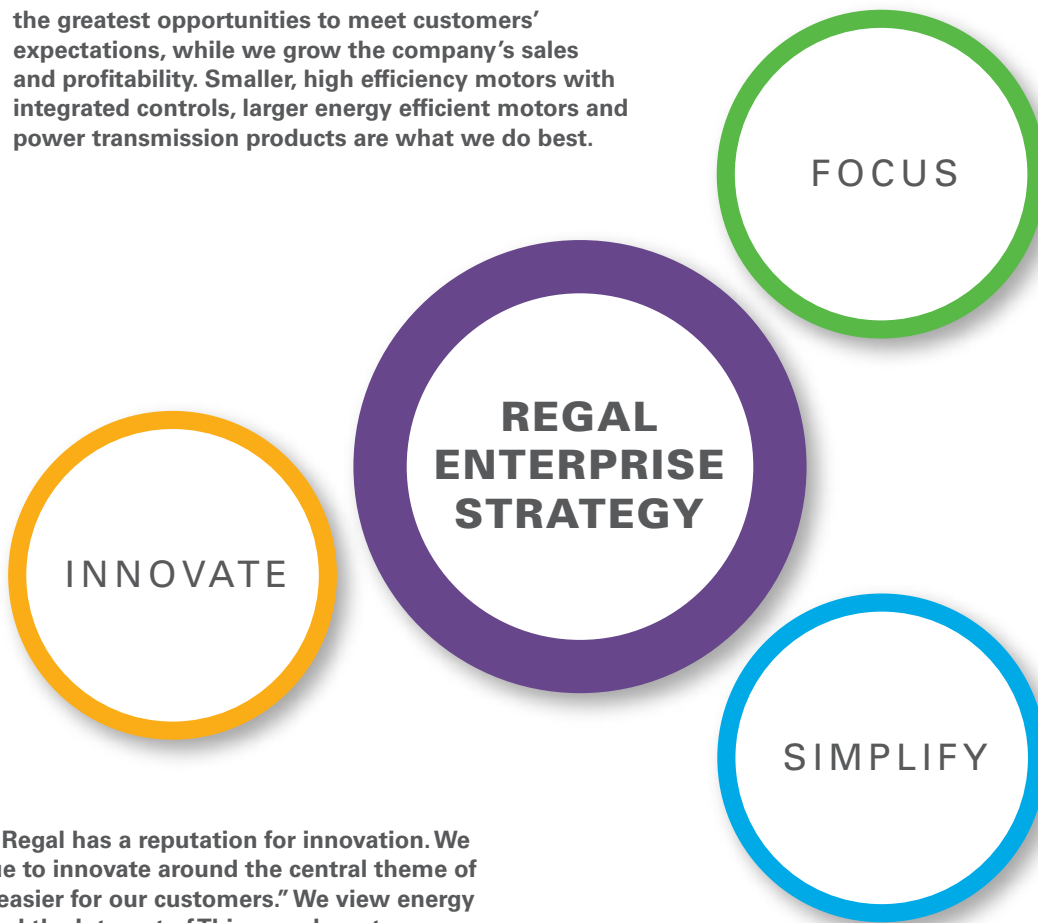 the greatest opportunities to meet customers’
expectations, while we grow the company’s sales
and profitability. Smaller, high efficiency motors with
integrated controls, larger energy efficient motors and
power transmission products are what we do best.
FOCUS
REGAL
ENTERPRISE
STRATEGY
INNOVATE
SIMPLIFY
Regal has a reputation for innovation. We
to innovate around the central theme of
easier for our customers.” We view energy